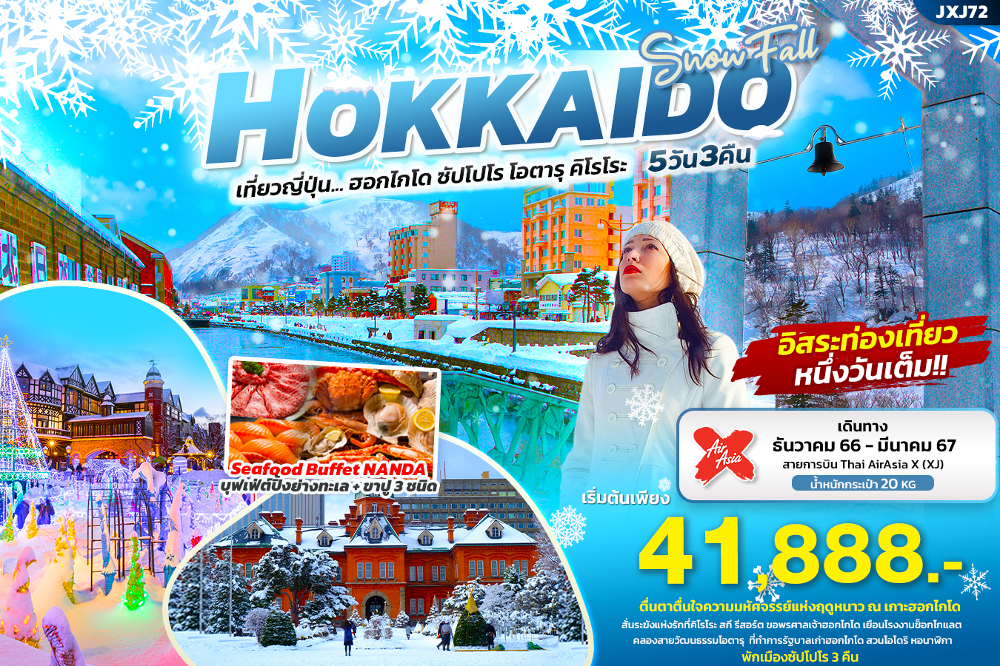 JXJ72
Snow Fall
HOKKAIDO
เที่ยวญี่ปุ่น... ฮอกไกโด ซัปโปโร โอตารุ คิโรโระ
5วัน3คืน
อิสระท่องเที่ยว
หนึ่งวันเต็ม!!
Air
Asia
เดินทาง
ธันวาคม 66 - มีนาคม 67
สายการบิน Thai AirAsia X (XJ)
น้ำหนักกระเป๋า 20 KG
Seafood Buffet NANDA
บุฟเฟ่ต์ปิ้งย่างทะเล + ขาปู 3 ชนิด
เริ่มต้นเพียง
41,888.-
ตื่นตาตื่นใจความมหัศจรรย์แห่งฤดูหนาว ณ เกาะฮอกไกโด
สั่นระฆังแห่งรักที่คิโรโระ สกี รีสอร์ต ขอพรศาลเจ้าฮอกไกโด เยือนโรงงานช็อกโกแลต
คลองสายวัฒนธรรมโอตารุ ที่ทำการรัฐบาลเก่าฮอกไกโด สวนโอโดริ หอนาฬิกา
พักเมืองซัปโปโร 3 คืน